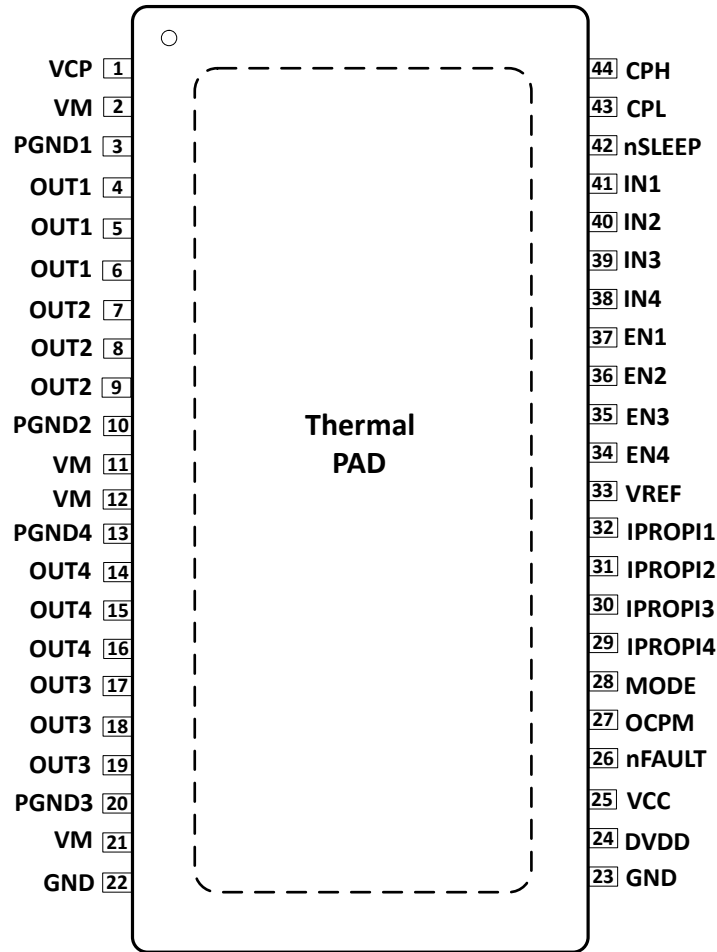 VCP 1
VM 2
PGND1 3
OUT1 4
OUT1 5
OUT1 6
OUT2 7
OUT2 8
OUT2 9
PGND2 10
VM 11
VM 12
PGND4 13
OUT4 14
OUT4 15
OUT4 16
OUT3 17
OUT3 18
OUT3 19
PGND3 20
VM 21
GND 22
Thermal
PAD
44 CPH
43 CPL
42 nSLEEP
41 IN1
40 IN2
39 IN3
38 IN4
37 EN1
36 EN2
35 EN3
34 EN4
33 VREF
32 IPROPI1
31 IPROPI2
30 IPROPI3
29 IPROPI4
28 MODE
27 OCPM
26 nFAULT
25 VCC
24 DVDD
23 GND